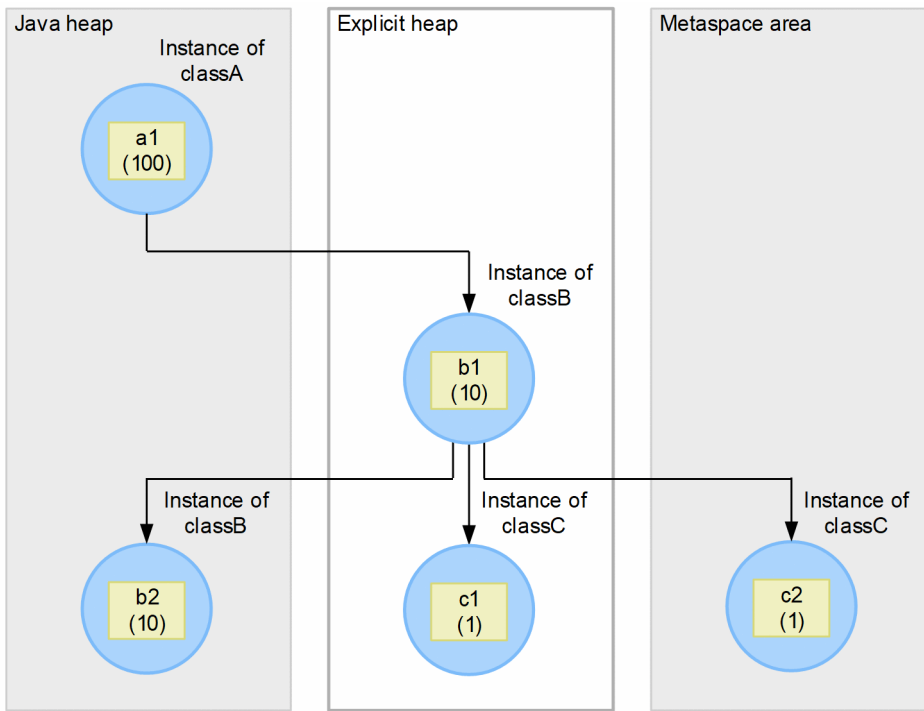 Java heap
Explicit heap
Metaspace area
Instance of
classA
a1
(100)
Instance of
classB
b1
(10)
Instance of
classB
Instance of
classC
Instance of
classC
b2
(10)
c1
(1)
c2
(1)